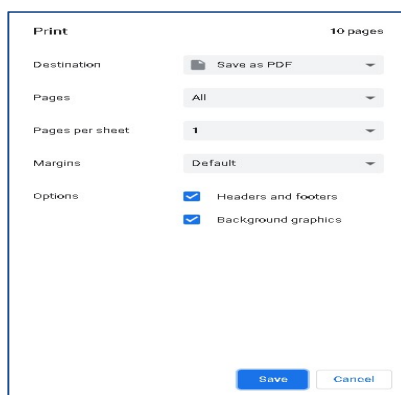 Print 10 pages
Destination Save as PDF
Pages All
Pages per sheet 1
Margins Default
Options Headers and footers
Background graphics
Save Cancel